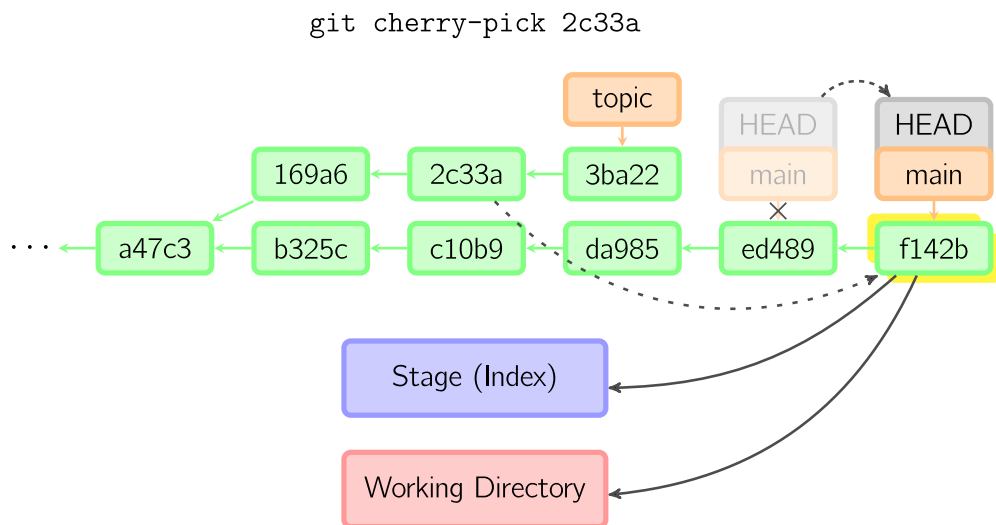 git cherry-pick 2c33a
topic
HEAD
HEAD
169a6
2c33a
3ba22
main
main
...
a47c3
b325c
c10b9
da985
ed489
f142b
Stage (Index)
Working Directory